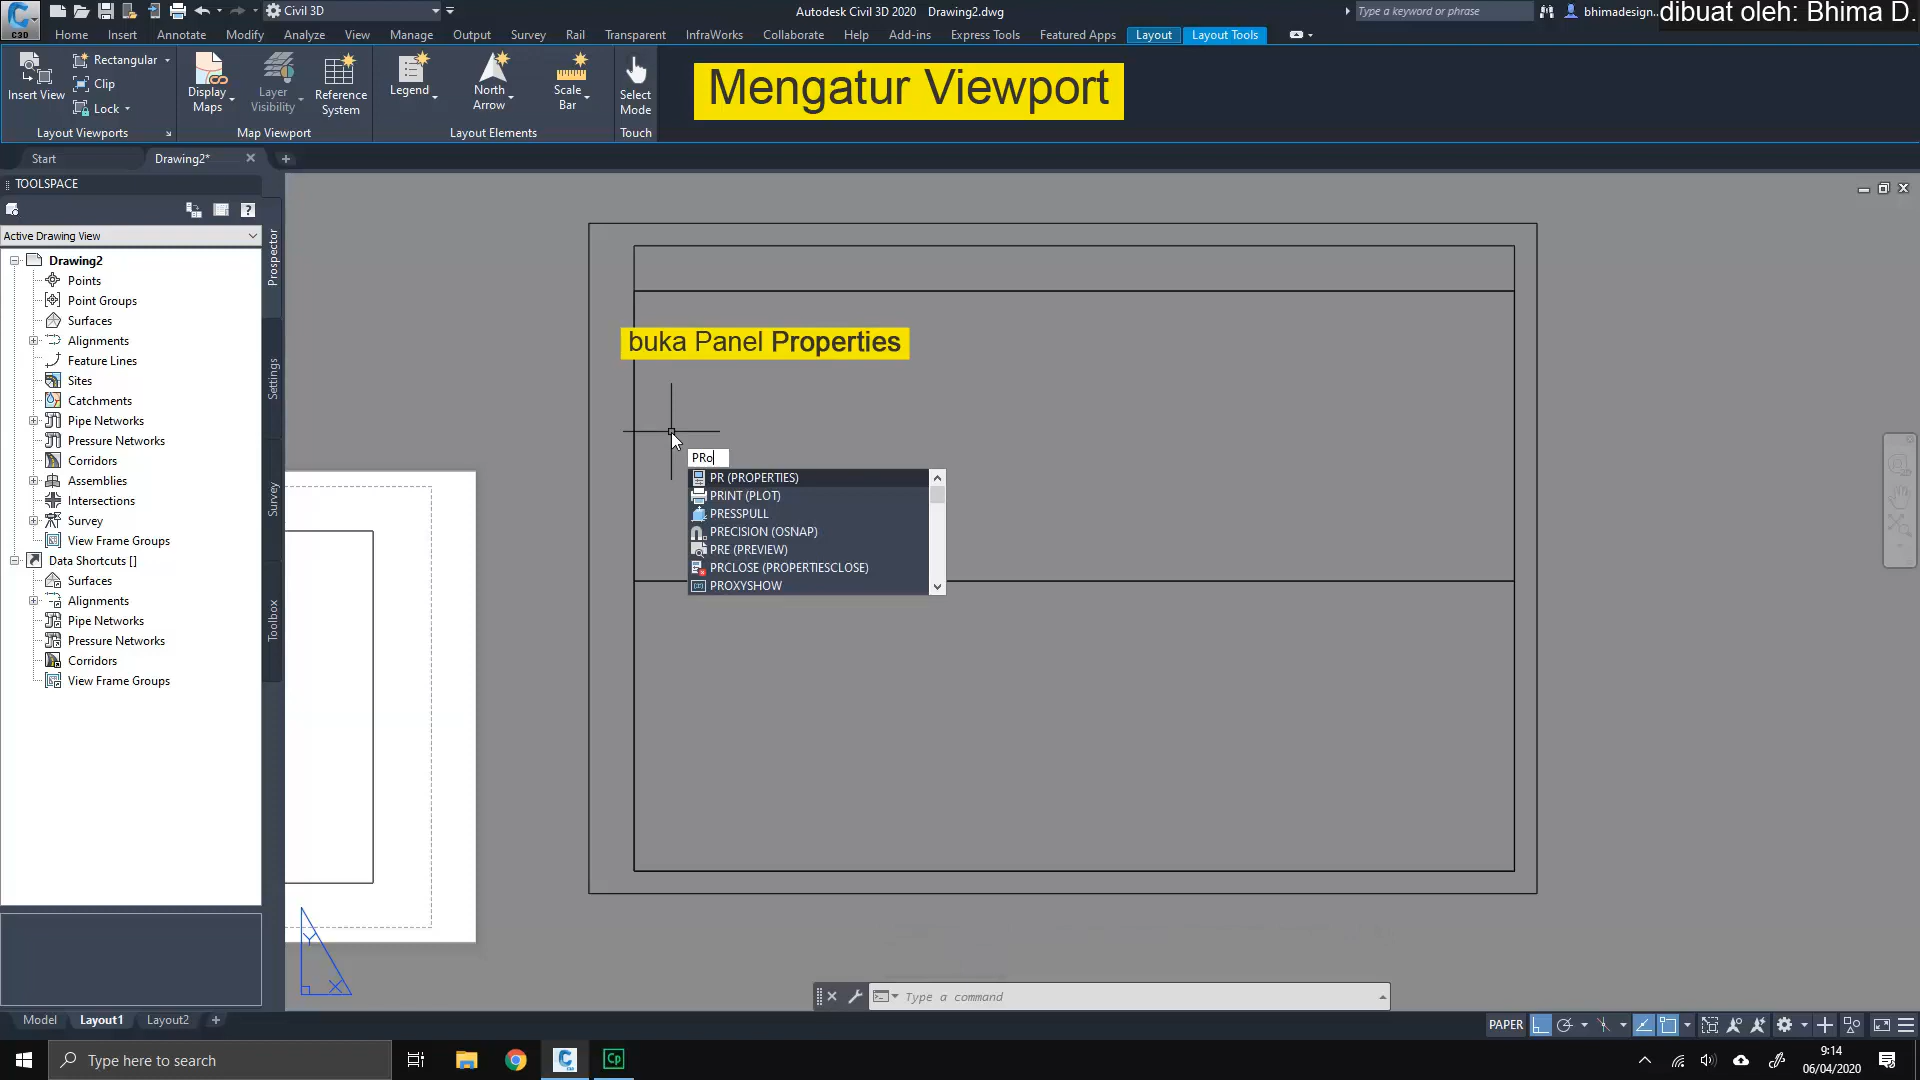 Civil 3D
Autodesk Civil 3D 2020 Drawing2.dwg
Type a keyword or phrase
bhimadesign...
dibuat oleh: Bhima D.
C3D
Home Insert Annotate Modify Analyze View Manage Output Survey Rail Transparent InfraWorks Collaborate Help Add-ins Express Tools Featured Apps Layout Layout Tools
Insert View
Rectangular
Clip
Lock
Layout Viewports
Display Maps
Layer Visibility
Reference System
Map Viewport
Legend
North Arrow
Scale Bar
Layout Elements
Select Mode
Touch
Mengatur Viewport
Start
Drawing2*
TOOLSPACE
Active Drawing View
Drawing2
Points
Point Groups
Surfaces
Alignments
Feature Lines
Sites
Catchments
Pipe Networks
Pressure Networks
Corridors
Assemblies
Intersections
Survey
View Frame Groups
Data Shortcuts []
Surfaces
Alignments
Pipe Networks
Pressure Networks
Corridors
View Frame Groups
Prospector
Settings
Survey
Toolbox
buka Panel Properties
PRo
PR (PROPERTIES)
PRINT (PLOT)
PRESSPULL
PRECISION (OSNAP)
PRE (PREVIEW)
PRCLOSE (PROPERTIESCLOSE)
PROXYSHOW
Y
X
Type a command
Model Layout1 Layout2
PAPER
Type here to search
Cp
9:14
06/04/2020